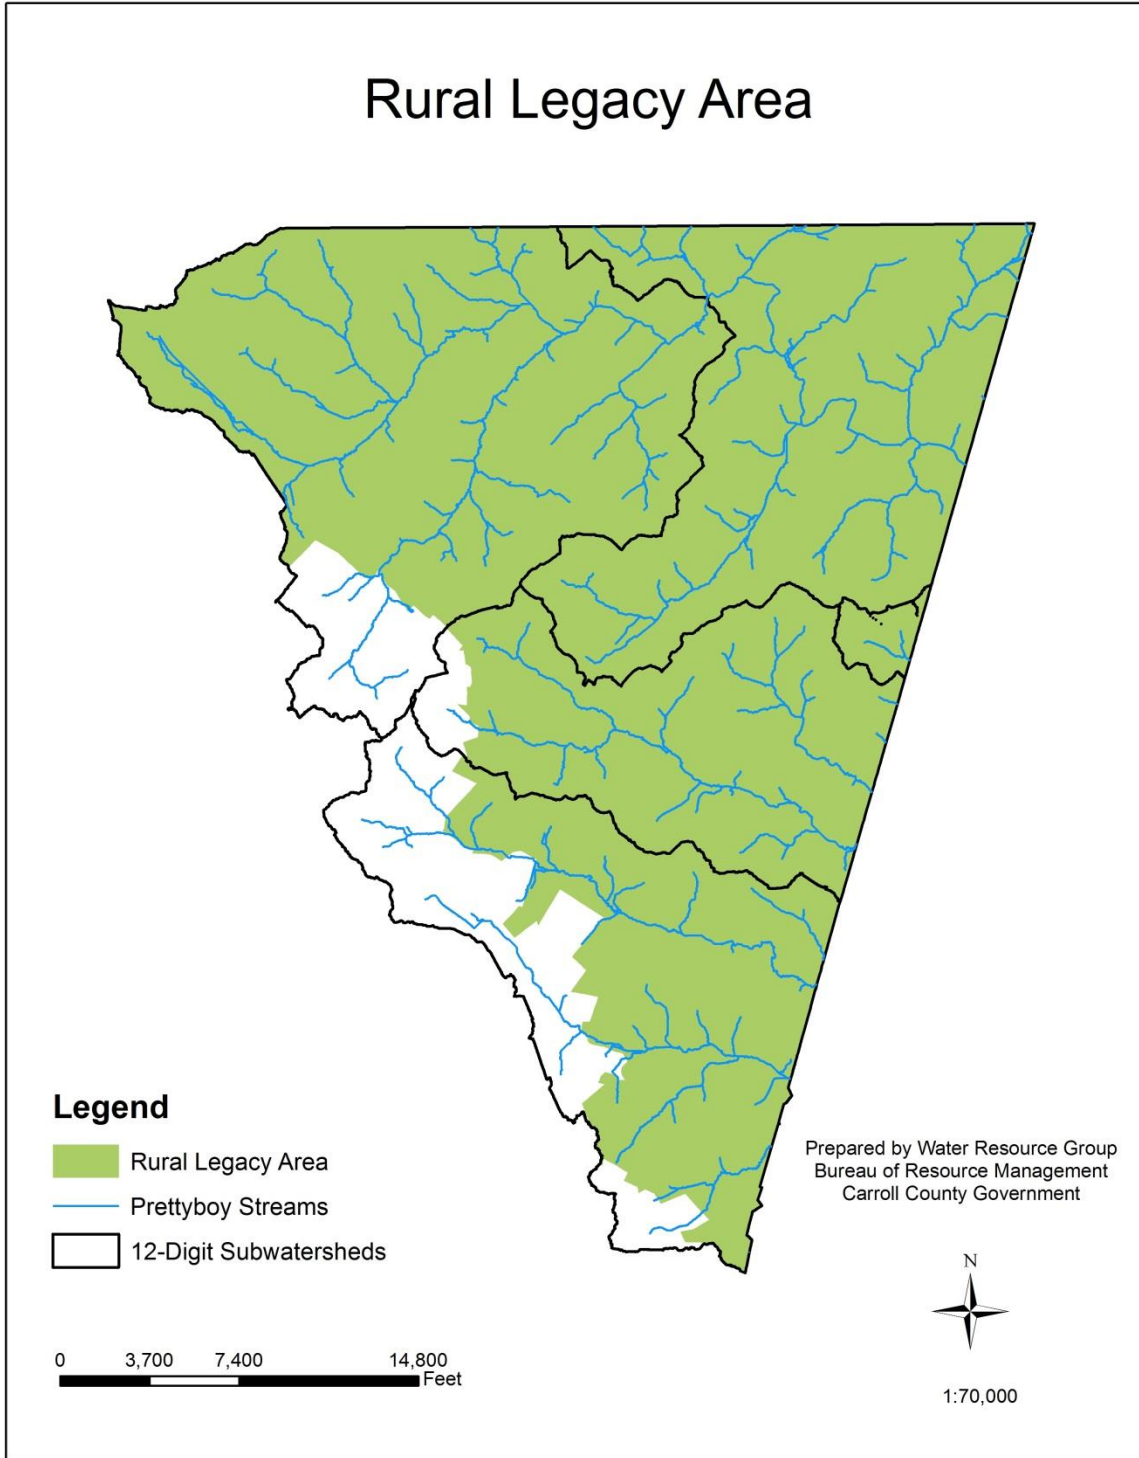 Rural Legacy Area
Legend
Rural Legacy Area
Prettyboy Streams
12-Digit Subwatersheds
Prepared by Water Resource Group
Bureau of Resource Management
Carroll County Government
N
0 3,700 7,400 14,800
Feet
1:70,000